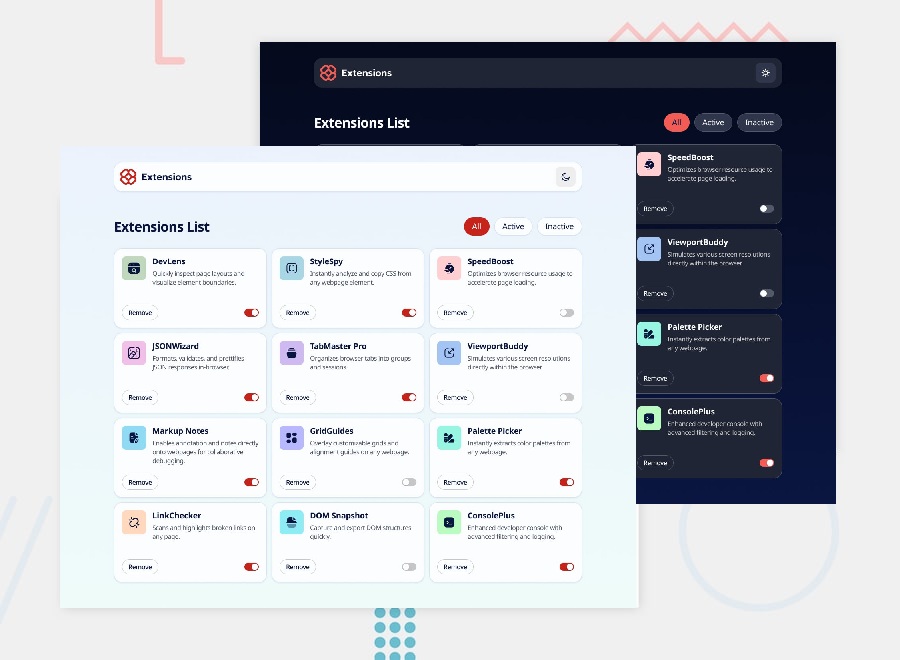 Extensions
Extensions List
All Active Inactive
SpeedBoost
Optimizes browser resource usage to
accelerate page loading.
Remove
ViewportBuddy
Simulates various screen resolutions
directly within the browser.
Remove
Palette Picker
Instantly extracts color palettes from
any webpage.
Remove
ConsolePlus
Enhanced developer console with
advanced filtering and logging.
Remove
Extensions
Extensions List
All Active Inactive
DevLens
Quickly inspect page layouts and
visualize element boundaries.
Remove
StyleSpy
Instantly analyze and copy CSS from
any webpage element.
Remove
SpeedBoost
Optimizes browser resource usage to
accelerate page loading.
Remove
JSONWizard
Formats, validates, and prettifies
JSON responses in-browser.
Remove
TabMaster Pro
Organizes browser tabs into groups
and sessions.
Remove
ViewportBuddy
Simulates various screen resolutions
directly within the browser.
Remove
Markup Notes
Enables annotation and notes directly
onto webpages for collaborative
debugging.
Remove
GridGuides
Overlay customizable grids and
alignment guides on any webpage.
Remove
Palette Picker
Instantly extracts color palettes from
any webpage.
Remove
LinkChecker
Scans and highlights broken links on
any page.
Remove
DOM Snapshot
Capture and export DOM structures
quickly.
Remove
ConsolePlus
Enhanced developer console with
advanced filtering and logging.
Remove